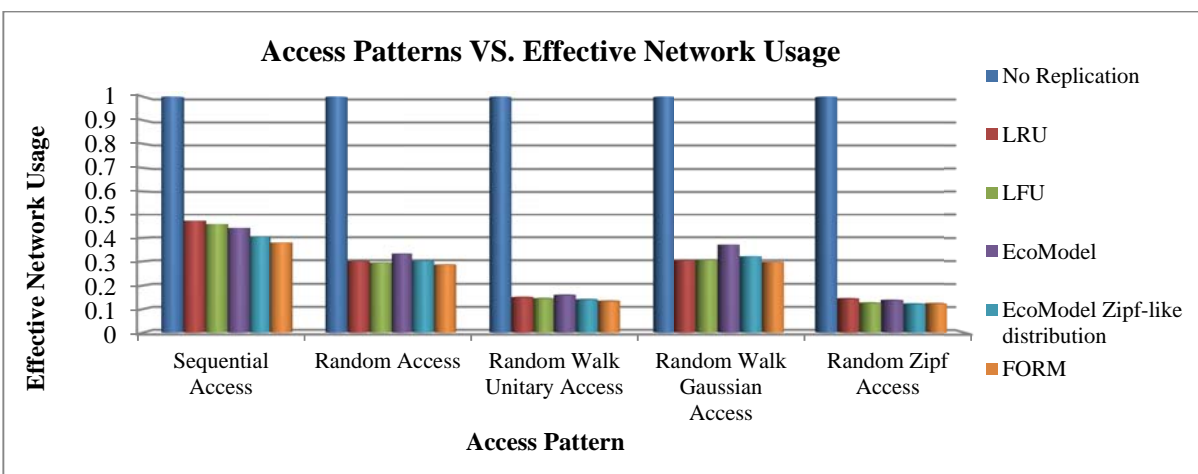 Access Patterns VS. Effective Network Usage
Effective Network Usage
1
0.9
0.8
0.7
0.6
0.5
0.4
0.3
0.2
0.1
0
Sequential
Access
Random Access
Random Walk
Unitary Access
Random Walk
Gaussian
Access
Random Zipf
Access
Access Pattern
No Replication
LRU
LFU
EcoModel
EcoModel Zipf-like
distribution
FORM